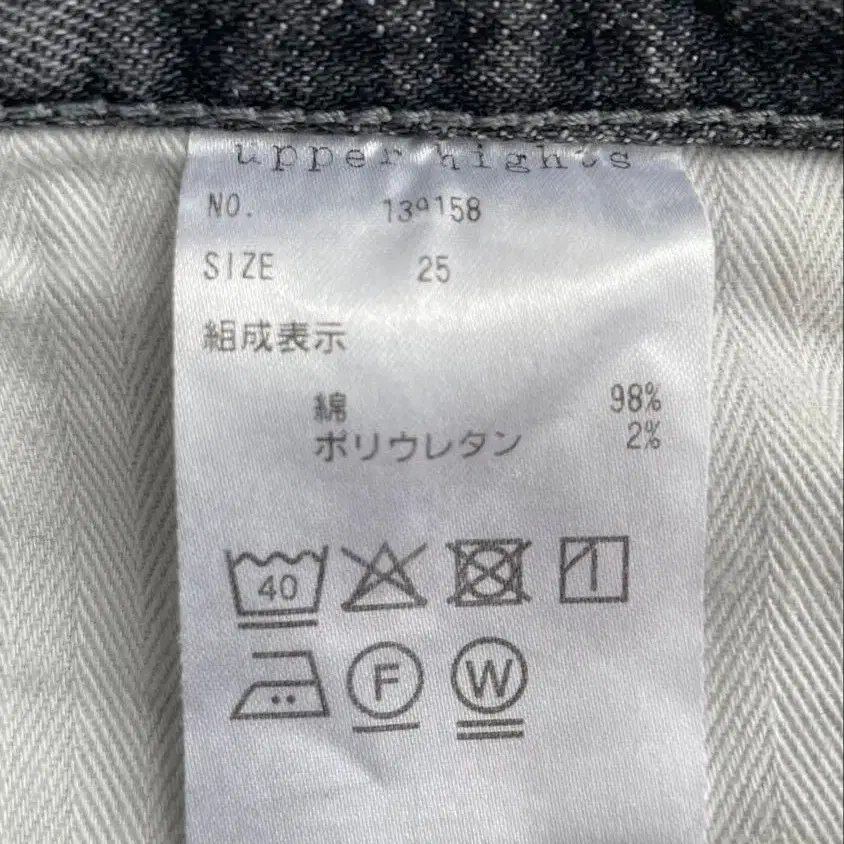 upper hights
NO. 139158
SIZE 25
組成表示
綿 98%
ポリウレタン 2%
40
F W